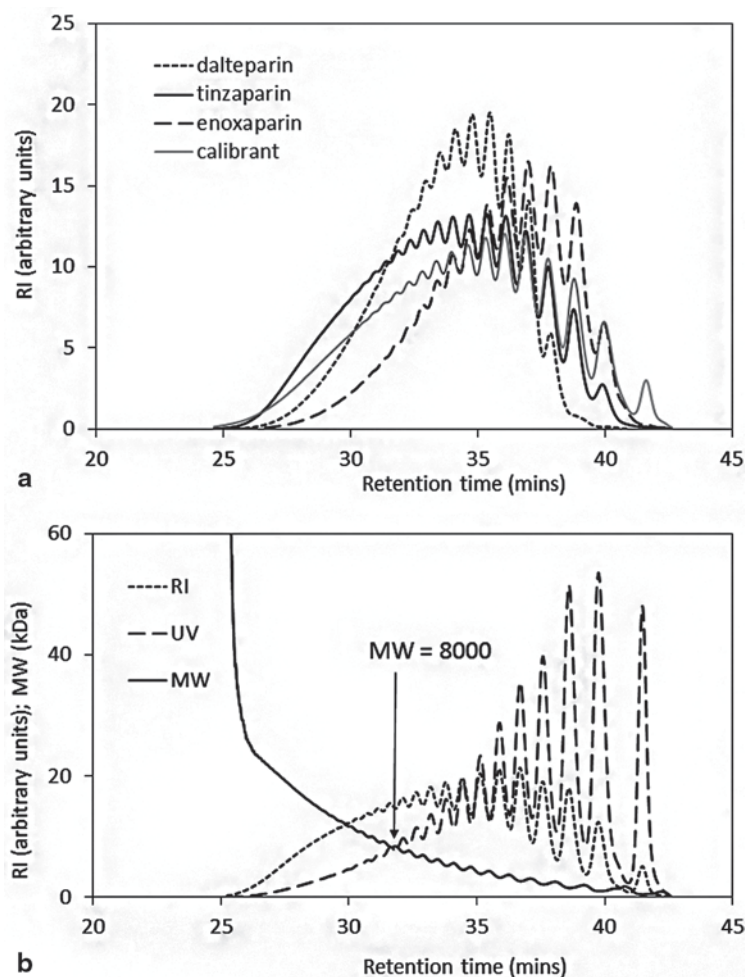 25
20
15
10
5
0
RI (arbitrary units)
dalteparin
tinzaparin
enoxaparin
calibrant
20 25 30 35 40 45
a
Retention time (mins)
60
40
20
0
RI (arbitrary units); MW (kDa)
RI
UV
MW
MW = 8000
20 25 30 35 40 45
b
Retention time (mins)